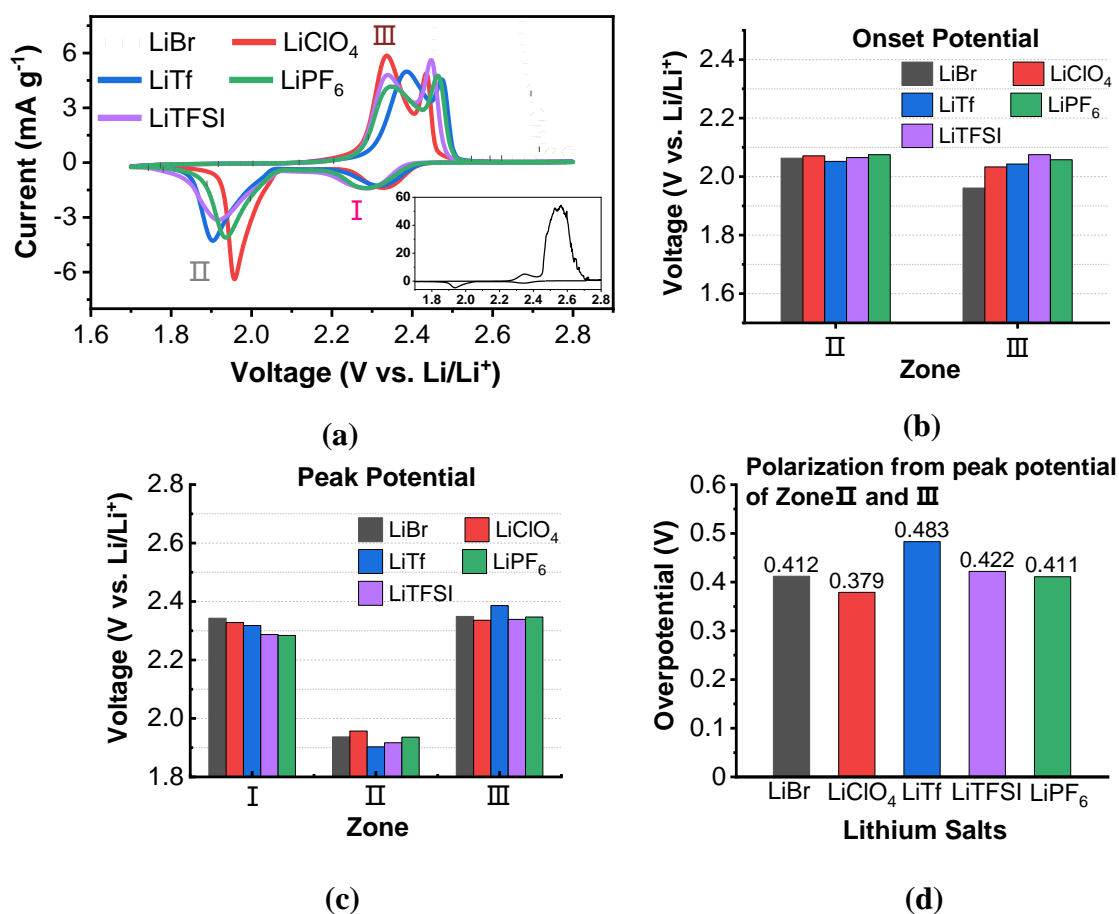 LiBr LiClO₄
LiTf LiPF₆
LiTFSI
Ⅲ
Ⅰ
Ⅱ
6
3
0
-3
-6
Current (mA g⁻¹)
60
40
20
0
1.8 2.0 2.2 2.4 2.6 2.8
1.6 1.8 2.0 2.2 2.4 2.6 2.8
Voltage (V vs. Li/Li⁺)
(a)
Onset Potential
LiBr LiClO₄
LiTf LiPF₆
LiTFSI
2.4
2.2
2.0
1.8
1.6
Voltage (V vs. Li/Li⁺)
Ⅱ Ⅲ
Zone
(b)
Peak Potential
LiBr LiClO₄
LiTf LiPF₆
LiTFSI
2.8
2.6
2.4
2.2
2.0
1.8
Voltage (V vs. Li/Li⁺)
Ⅰ Ⅱ Ⅲ
Zone
(c)
Polarization from peak potential
of Zone Ⅱ and Ⅲ
0.6
0.5
0.4
0.3
0.2
0.1
0
Overpotential (V)
0.412 0.379 0.483 0.422 0.411
LiBr LiClO₄ LiTf LiTFSI LiPF₆
Lithium Salts
(d)